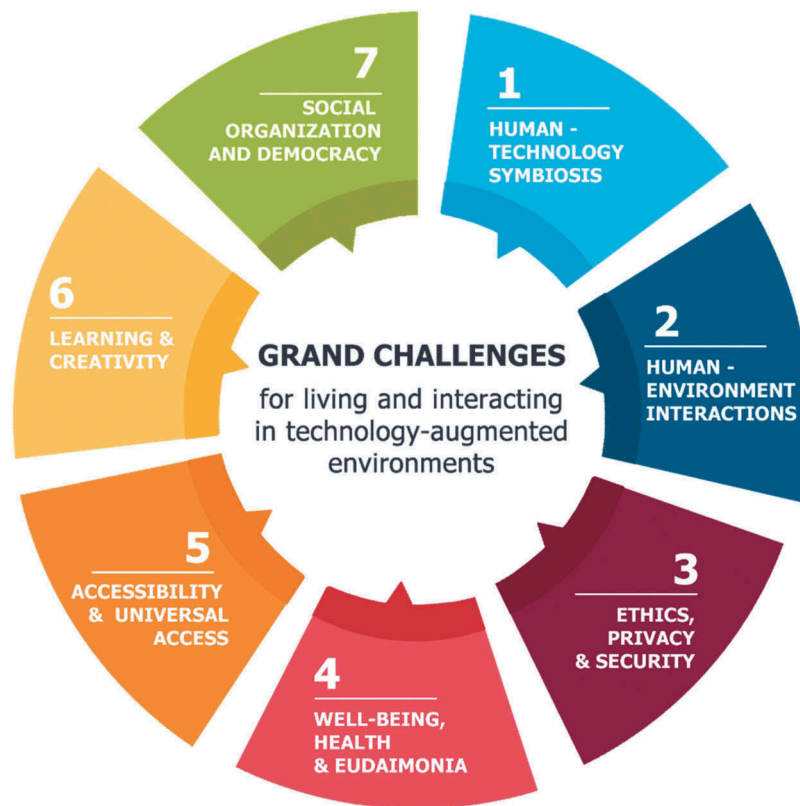 GRAND CHALLENGES
for living and interacting
in technology-augmented
environments
1
HUMAN -
TECHNOLOGY
SYMBIOSIS
2
HUMAN -
ENVIRONMENT
INTERACTIONS
3
ETHICS,
PRIVACY
& SECURITY
4
WELL-BEING,
HEALTH
& EUDAIMONIA
5
ACCESSIBILITY
& UNIVERSAL
ACCESS
6
LEARNING &
CREATIVITY
7
SOCIAL
ORGANIZATION
AND DEMOCRACY